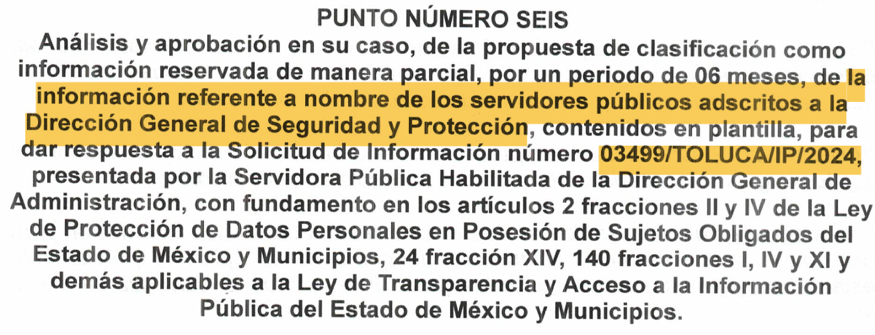 PUNTO NÚMERO SEIS
Análisis y aprobación en su caso, de la propuesta de clasificación como
información reservada de manera parcial, por un periodo de 06 meses, de la
información referente a nombre de los servidores públicos adscritos a la
Dirección General de Seguridad y Protección, contenidos en plantilla, para
dar respuesta a la Solicitud de Información número 03499/TOLUCA/IP/2024,
presentada por la Servidora Pública Habilitada de la Dirección General de
Administración, con fundamento en los artículos 2 fracciones II y IV de la Ley
de Protección de Datos Personales en Posesión de Sujetos Obligados del
Estado de México y Municipios, 24 fracción XIV, 140 fracciones I, IV y XI y
demás aplicables a la Ley de Transparencia y Acceso a la Información
Pública del Estado de México y Municipios.